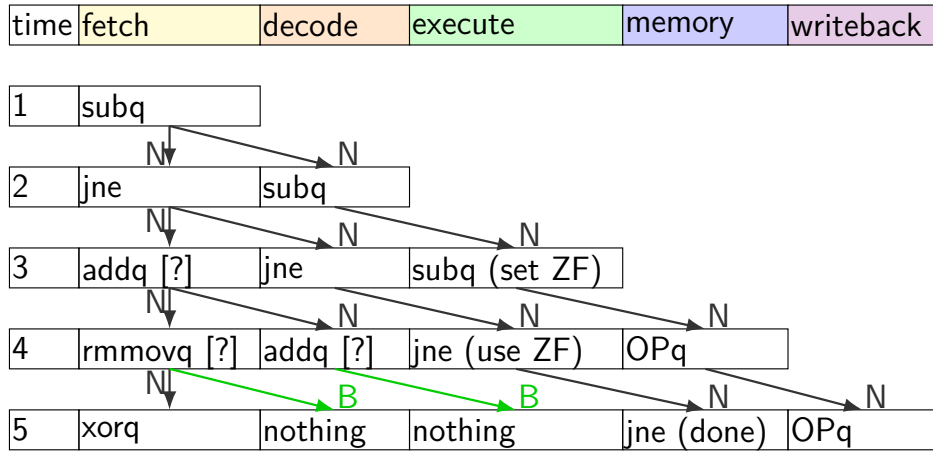 time fetch decode execute memory writeback
1 subq
N N
2 jne subq
N N N
3 addq [?] jne subq (set ZF)
N N N N
4 rmmovq [?] addq [?] jne (use ZF) OPq
N B B N N
5 xorq nothing nothing jne (done) OPq